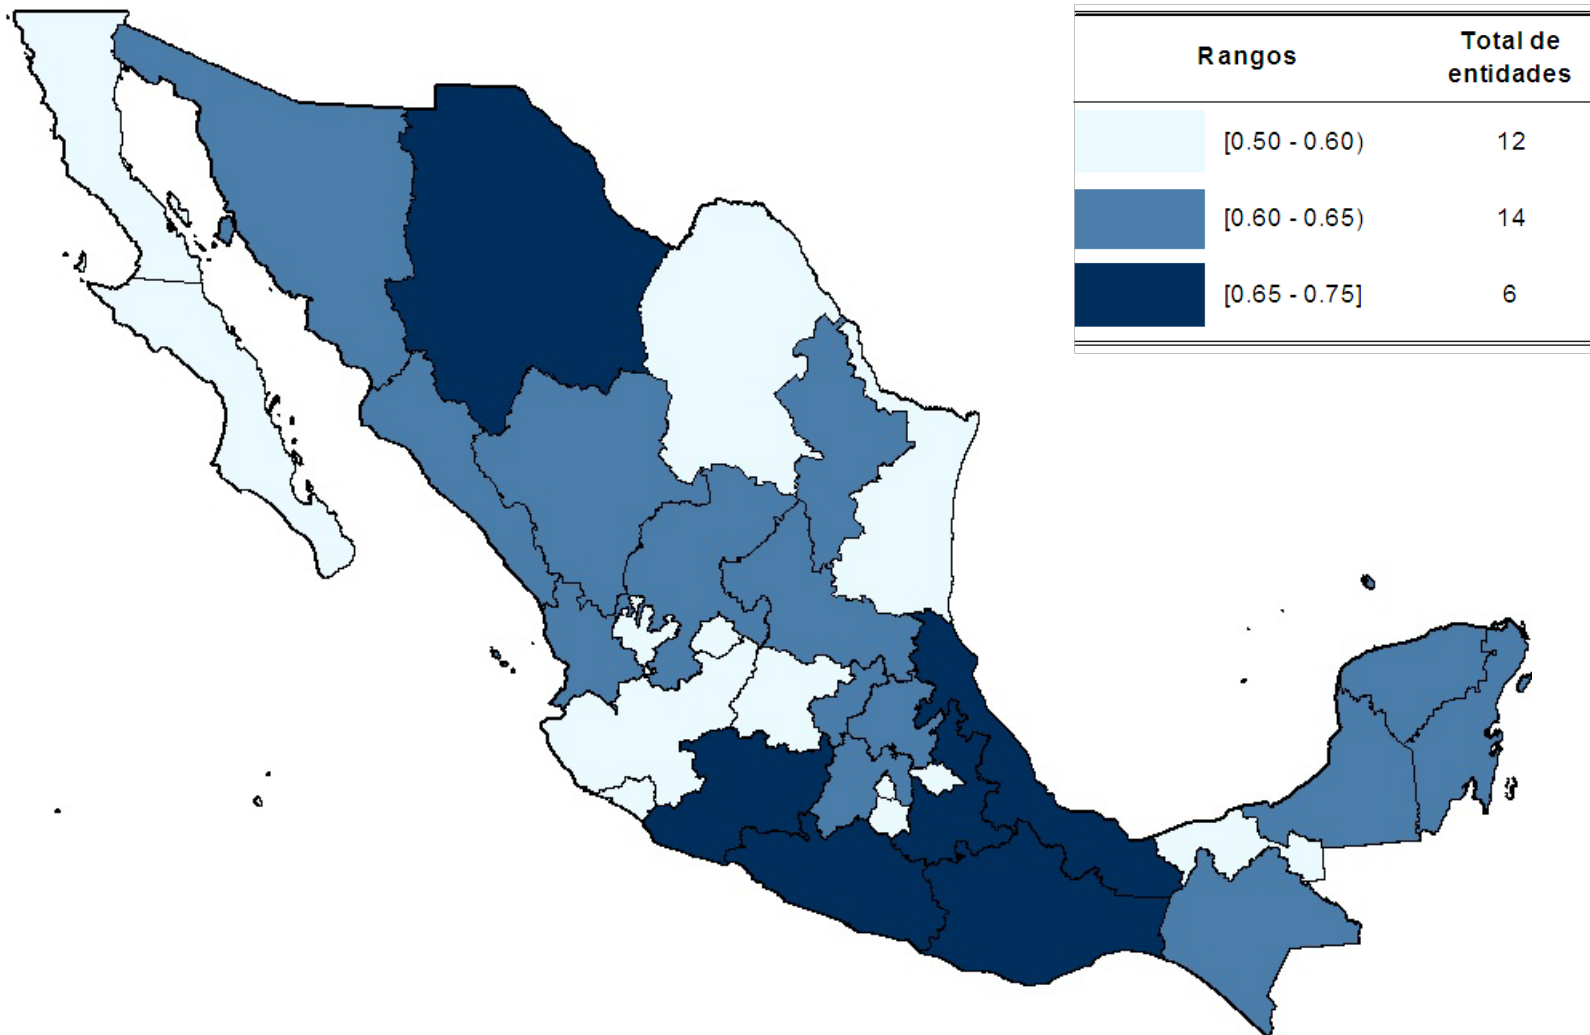 Rangos
Total de
entidades
[0.50 - 0.60) 12
[0.60 - 0.65) 14
[0.65 - 0.75] 6